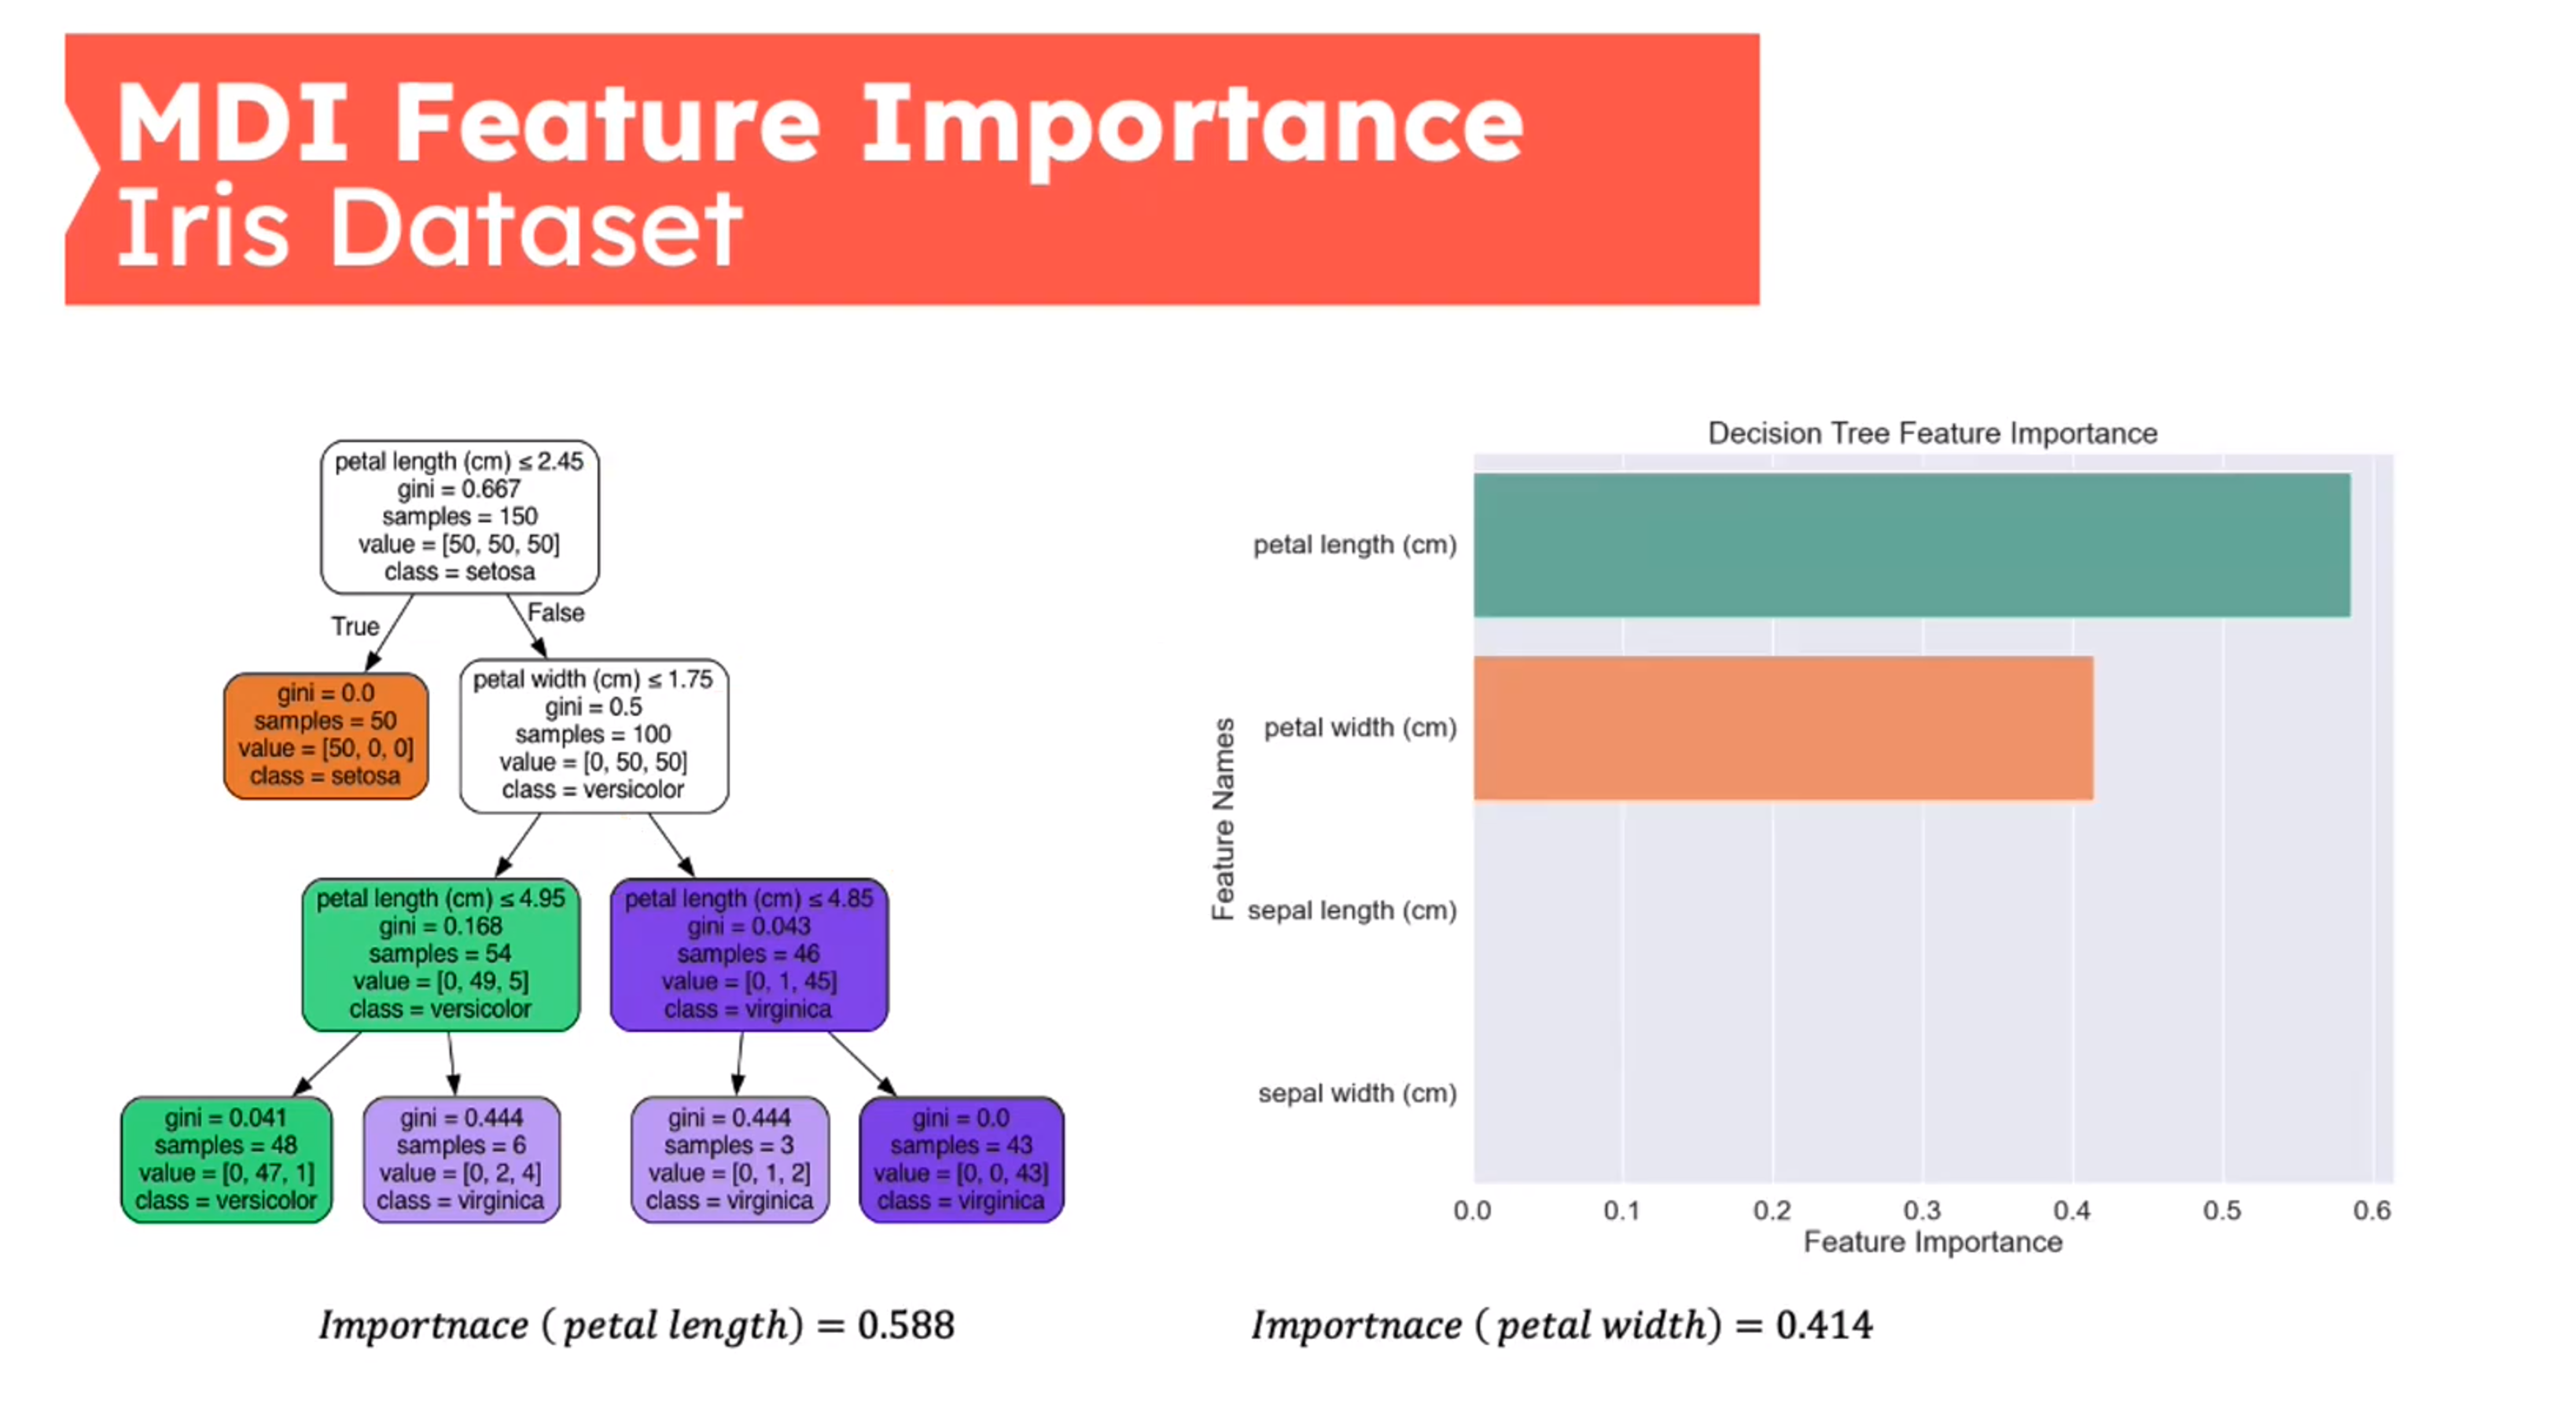 MDI Feature Importance
Iris Dataset
petal length (cm) ≤ 2.45
gini = 0.667
samples = 150
value = [50, 50, 50]
class = setosa
True
False
gini = 0.0
samples = 50
value = [50, 0, 0]
class = setosa
petal width (cm) ≤ 1.75
gini = 0.5
samples = 100
value = [0, 50, 50]
class = versicolor
petal length (cm) ≤ 4.95
gini = 0.168
samples = 54
value = [0, 49, 5]
class = versicolor
petal length (cm) ≤ 4.85
gini = 0.043
samples = 46
value = [0, 1, 45]
class = virginica
gini = 0.041
samples = 48
value = [0, 47, 1]
class = versicolor
gini = 0.444
samples = 6
value = [0, 2, 4]
class = virginica
gini = 0.444
samples = 3
value = [0, 1, 2]
class = virginica
gini = 0.0
samples = 43
value = [0, 0, 43]
class = virginica
Decision Tree Feature Importance
Feature Names
petal length (cm)
petal width (cm)
sepal length (cm)
sepal width (cm)
0.0 0.1 0.2 0.3 0.4 0.5 0.6
Feature Importance
Importnace ( petal length) = 0.588
Importnace ( petal width) = 0.414